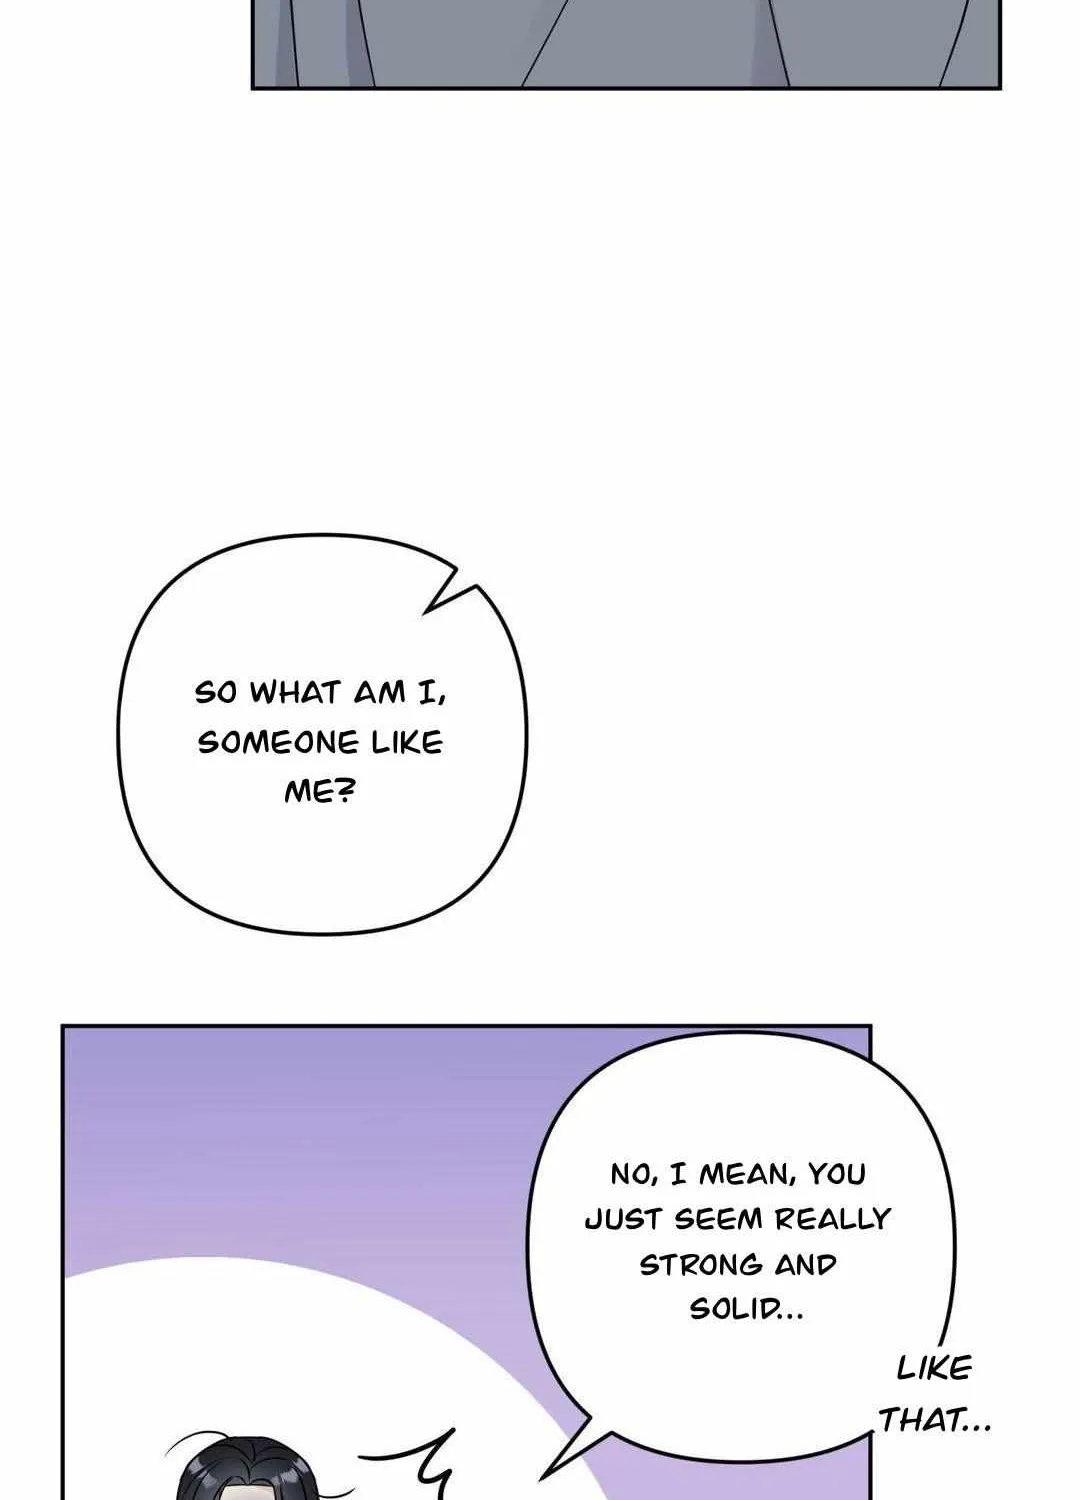 SO WHAT AM I,
SOMEONE LIKE
ME?
NO, I MEAN, YOU
JUST SEEM REALLY
STRONG AND
SOLID...
LIKE
THAT...